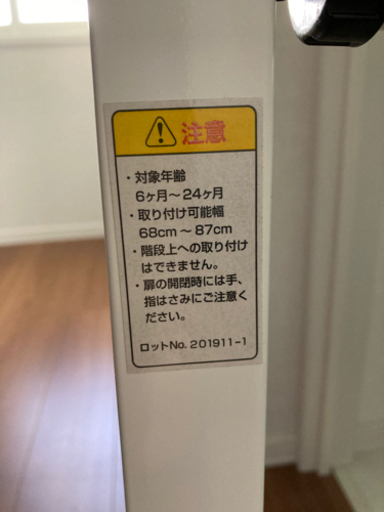 注意
・対象年齢
6ヶ月～24ヶ月
・取り付け可能幅
68cm～87cm
・階段上への取り付け
はできません。
・扉の開閉時には手、
指はさみにご注意く
ださい。
ロットNo. 201911-1